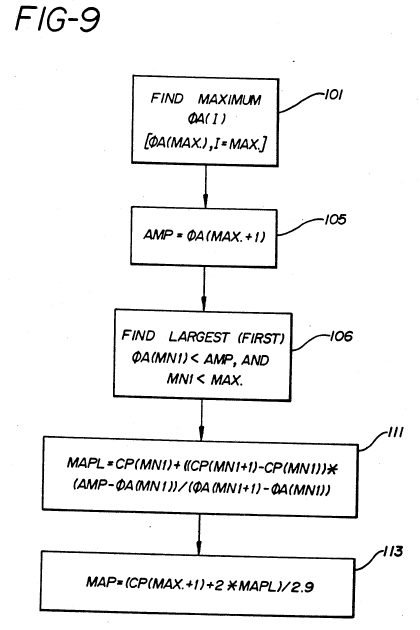 FIG-9
101
FIND MAXIMUM
ΦA(I)
[ΦA(MAX.),I=MAX.]
105
AMP=ΦA(MAX.+1)
106
FIND LARGEST (FIRST)
ΦA(MN1)<AMP, AND
MN1<MAX.
111
MAPL=CP(MN1)+((CP(MN1+1)-CP(MN1))*
(AMP-ΦA(MN1))/(ΦA(MN1+1)-ΦA(MN1))
113
MAP=(CP(MAX.+1)+2*MAPL)/2.9